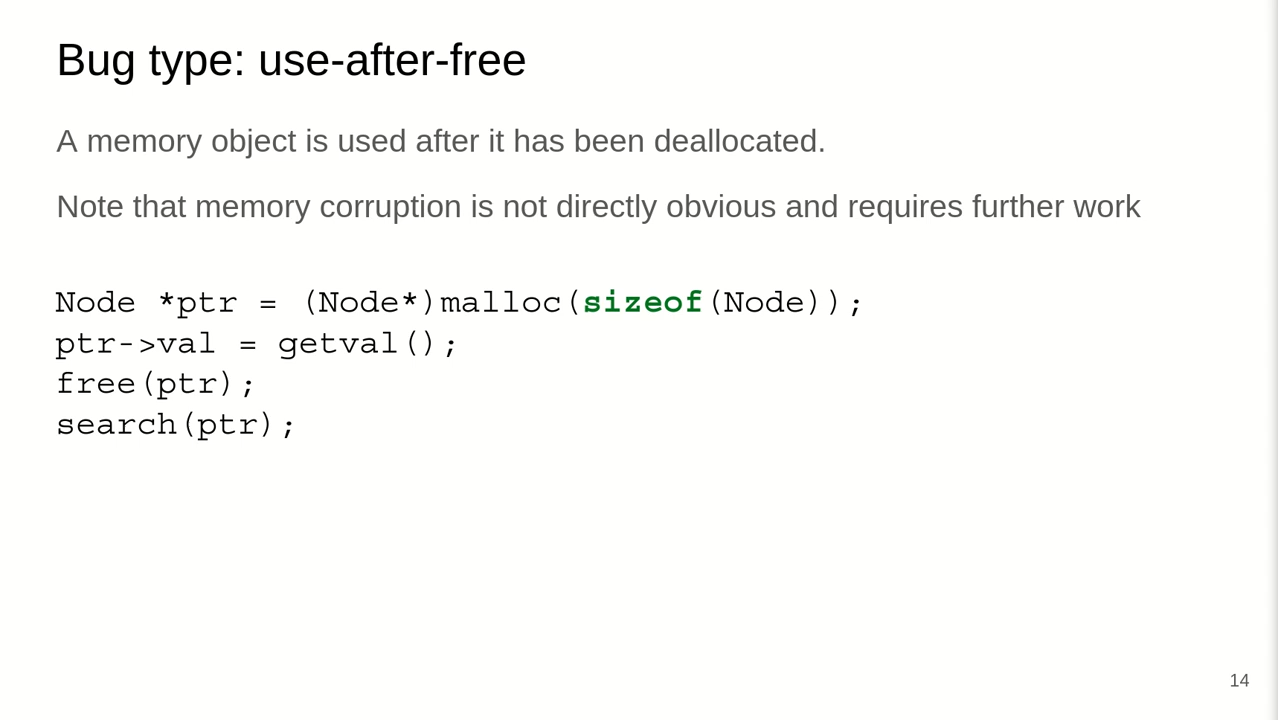 Bug type: use-after-free
A memory object is used after it has been deallocated.
Note that memory corruption is not directly obvious and requires further work
Node *ptr = (Node*)malloc(sizeof(Node));
ptr->val = getval();
free(ptr);
search(ptr);
14